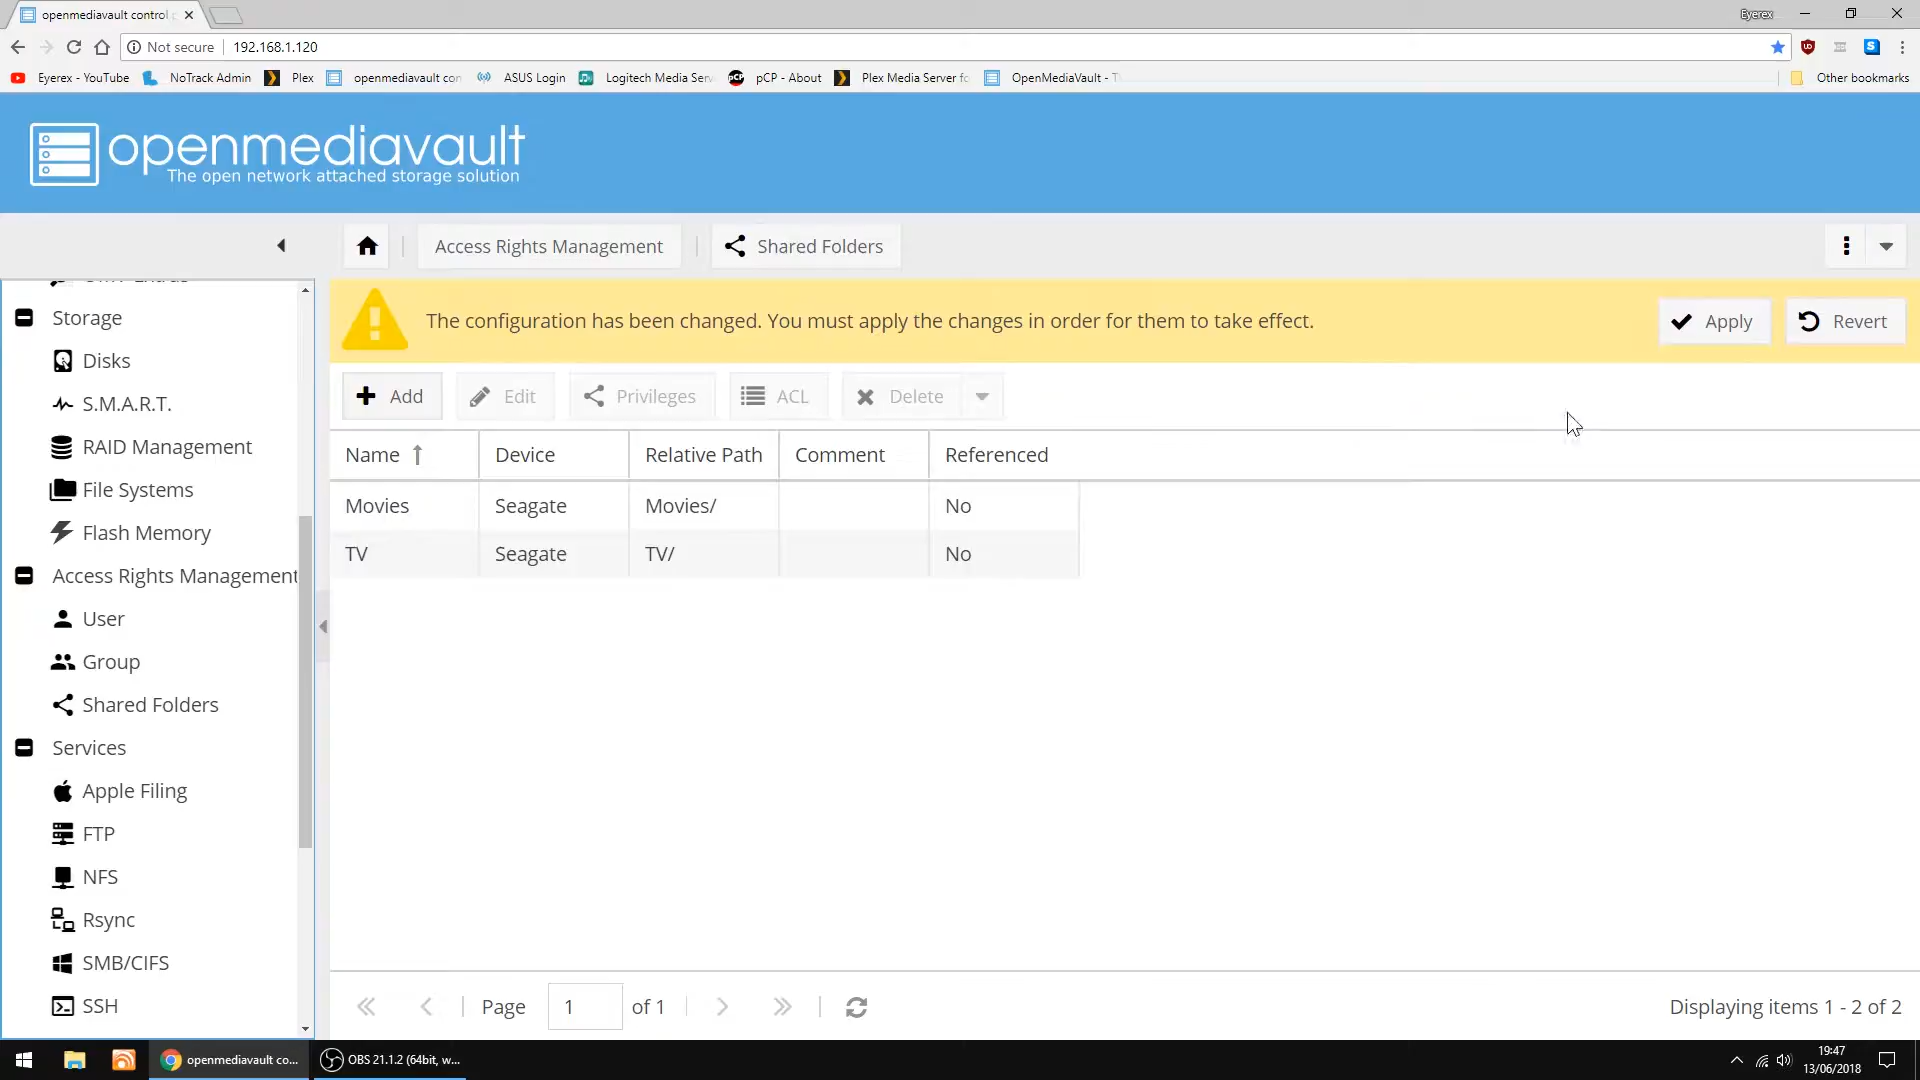 openmediavault control
Eyerex
Not secure
192.168.1.120
Eyerex - YouTube
NoTrack Admin
Plex
openmediavault con
ASUS Login
Logitech Media Serv
pCP - About
Plex Media Server fo
OpenMediaVault - T
Other bookmarks
openmediavault
The open network attached storage solution
Access Rights Management
Shared Folders
Storage
Disks
S.M.A.R.T.
RAID Management
File Systems
Flash Memory
Access Rights Management
User
Group
Shared Folders
Services
Apple Filing
FTP
NFS
Rsync
SMB/CIFS
SSH
The configuration has been changed. You must apply the changes in order for them to take effect.
Apply
Revert
Add
Edit
Privileges
ACL
Delete
Name
Device
Relative Path
Comment
Referenced
Movies
Seagate
Movies/
No
TV
Seagate
TV/
No
Page
1
of 1
Displaying items 1 - 2 of 2
openmediavault co...
OBS 21.1.2 (64bit, w...
19:47
13/06/2018